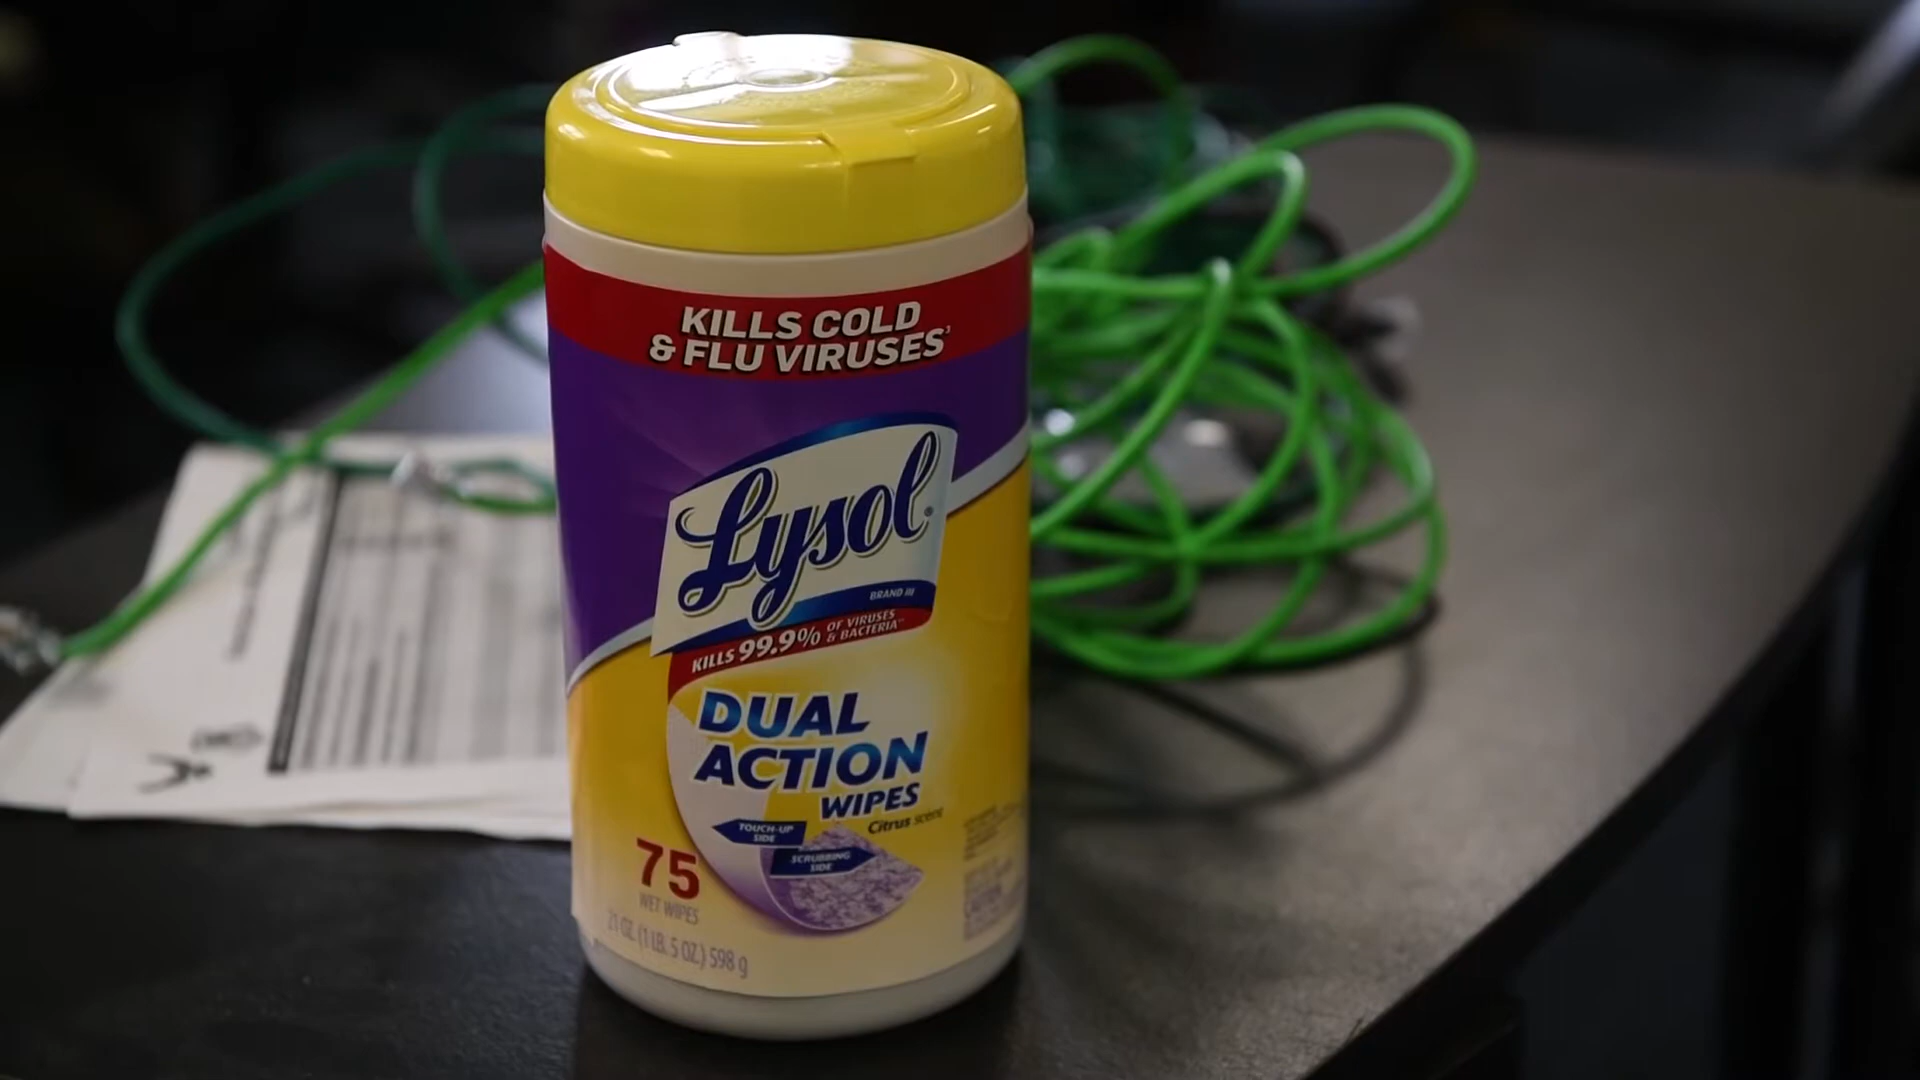 KILLS COLD
& FLU VIRUSES³
Lysol®
BRAND III
KILLS 99.9% OF VIRUSES
& BACTERIA
DUAL
ACTION
WIPES
Citrus scent
TOUCH-UP
SIDE
SCRUBBING
SIDE
75
WET WIPES
21 OZ. (1 LB. 5 OZ.) 598 g